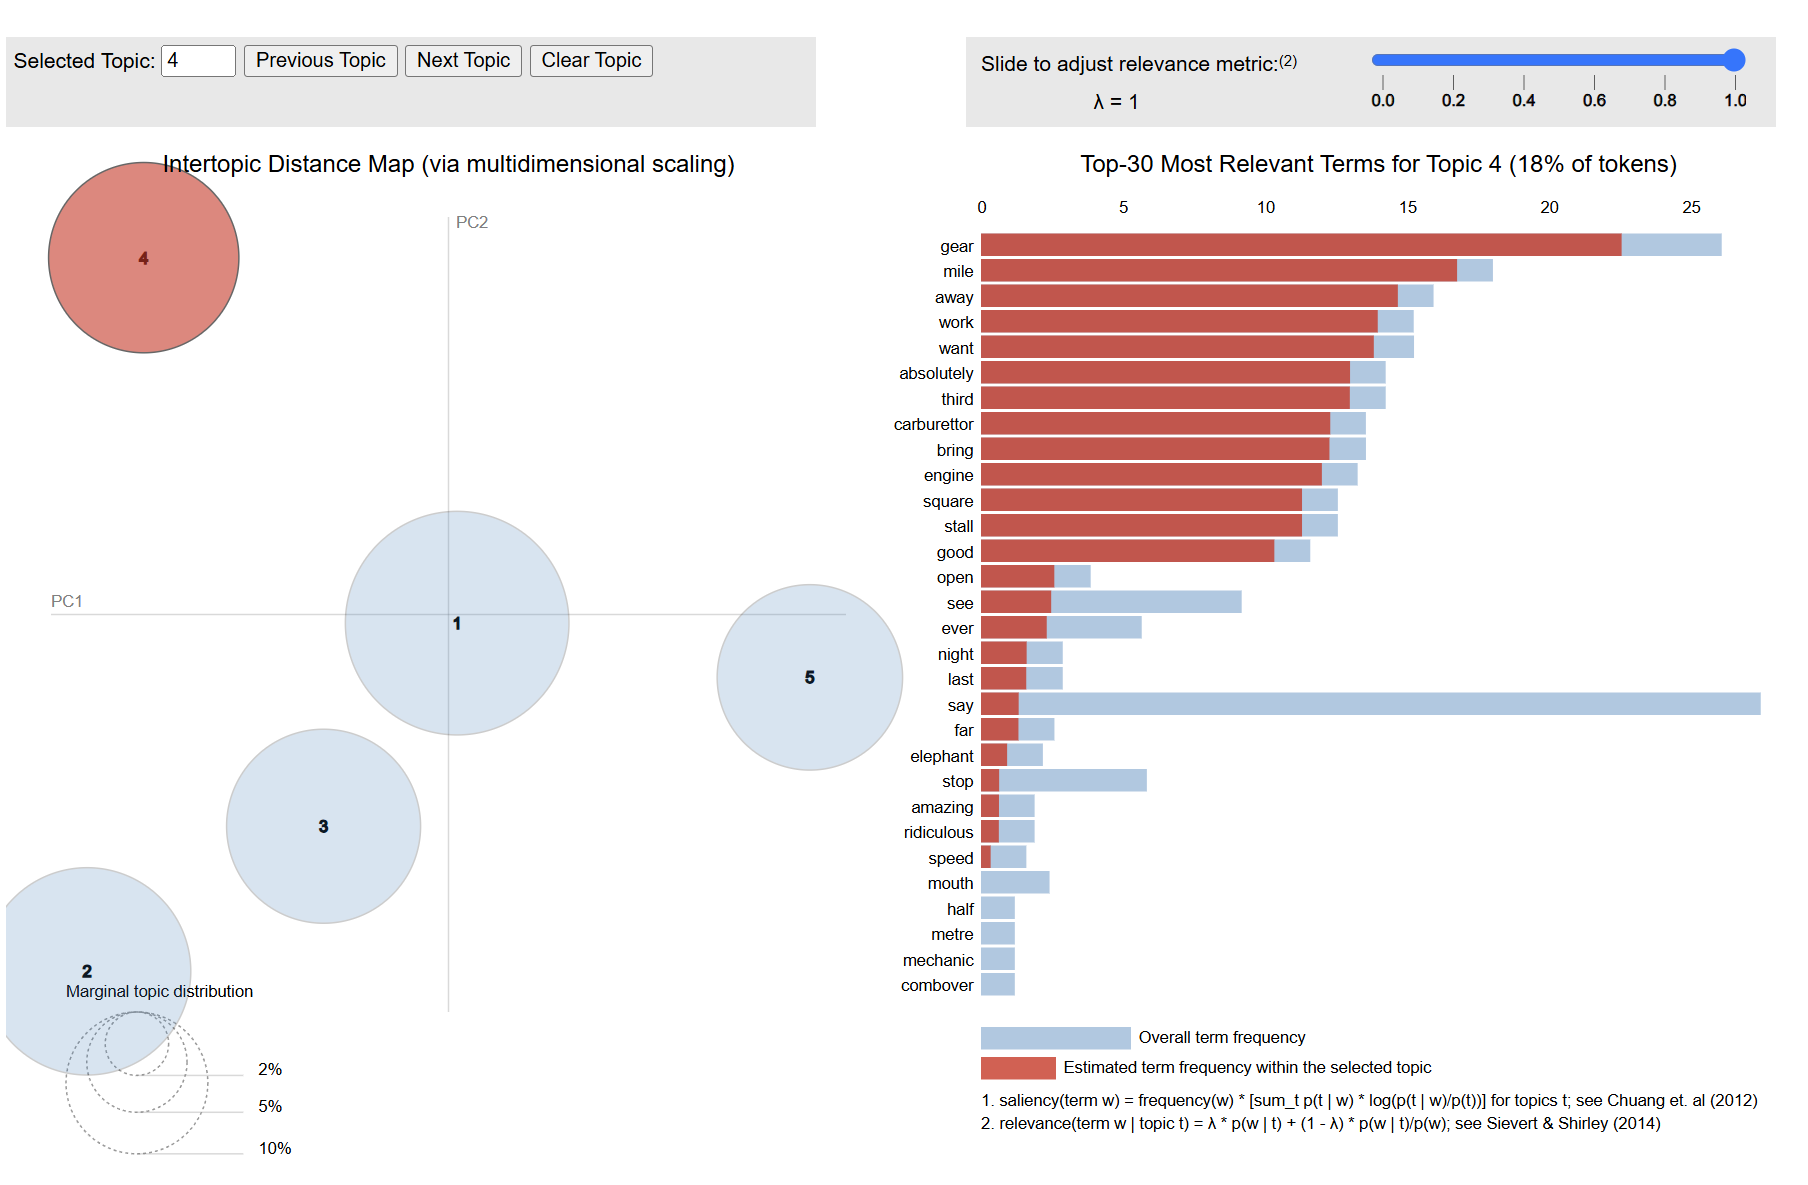 Selected Topic: 4 Previous Topic Next Topic Clear Topic
Slide to adjust relevance metric:(2)
λ = 1
0.0 0.2 0.4 0.6 0.8 1.0
Intertopic Distance Map (via multidimensional scaling)
PC2
PC1
4
1
5
3
2
Marginal topic distribution
2%
5%
10%
Top-30 Most Relevant Terms for Topic 4 (18% of tokens)
0 5 10 15 20 25
gear
mile
away
work
want
absolutely
third
carburettor
bring
engine
square
stall
good
open
see
ever
night
last
say
far
elephant
stop
amazing
ridiculous
speed
mouth
half
metre
mechanic
combover
Overall term frequency
Estimated term frequency within the selected topic
1. saliency(term w) = frequency(w) * [sum_t p(t | w) * log(p(t | w)/p(t))] for topics t; see Chuang et. al (2012)
2. relevance(term w | topic t) = λ * p(w | t) + (1 - λ) * p(w | t)/p(w); see Sievert & Shirley (2014)